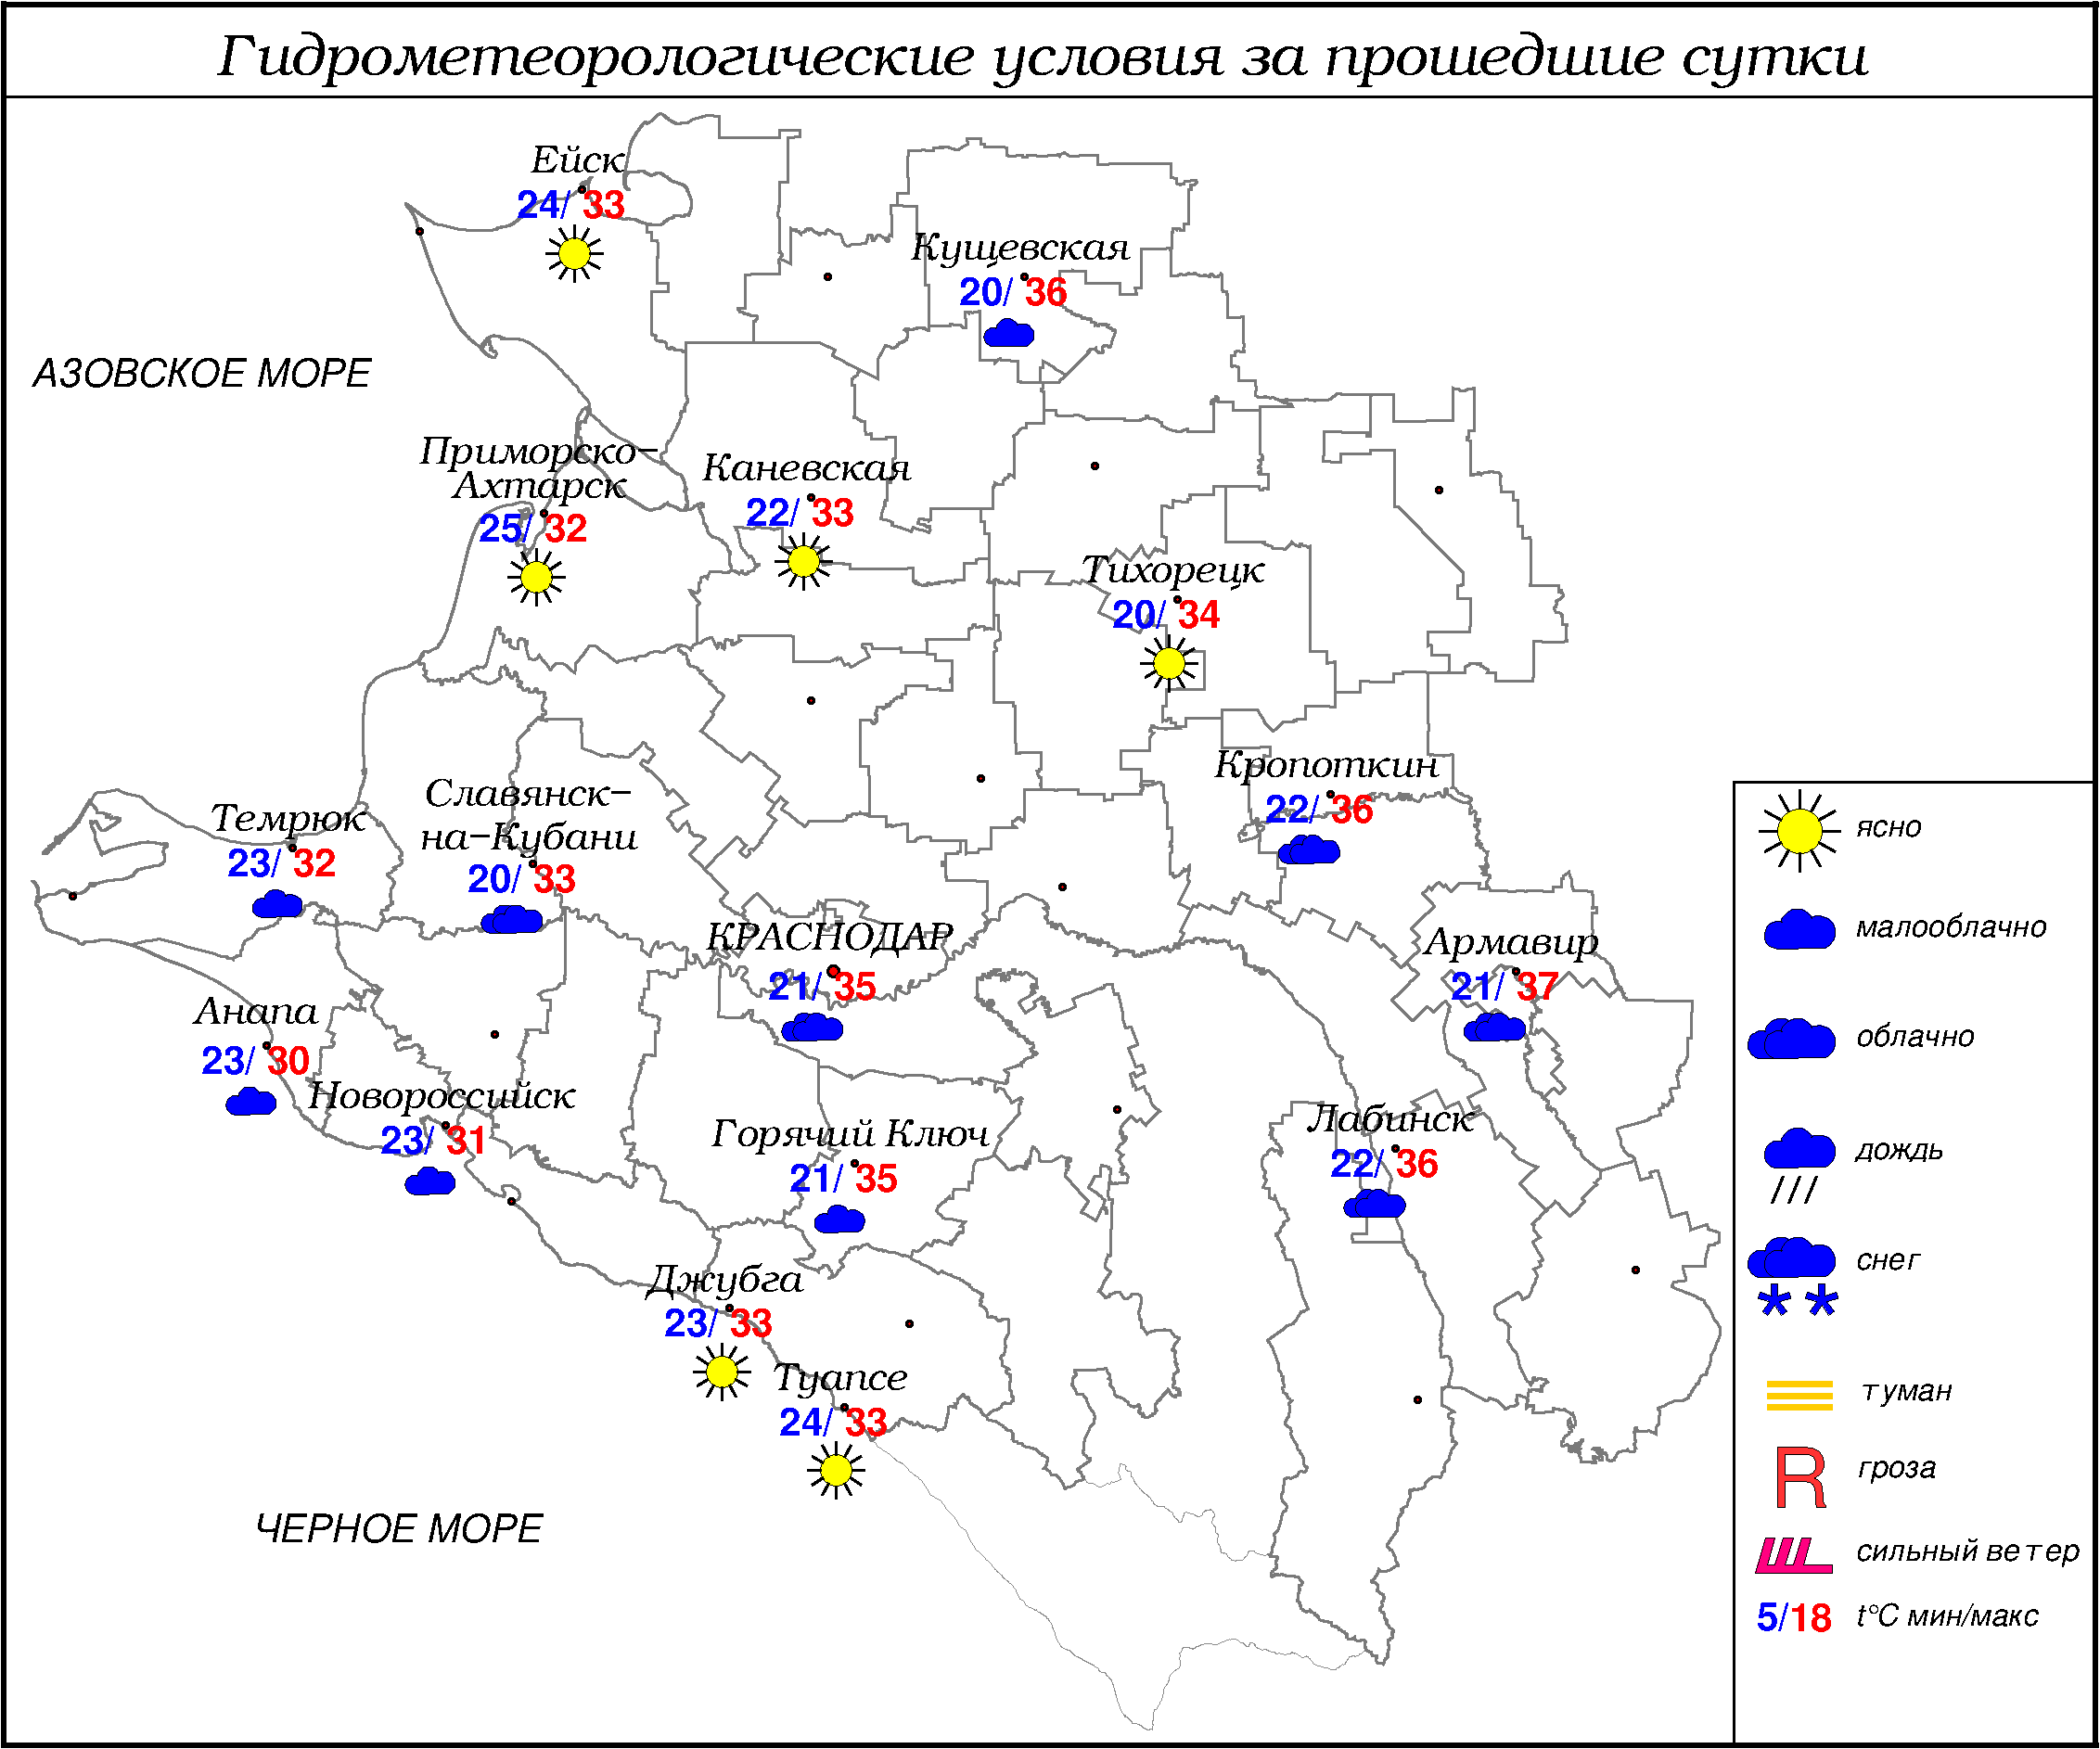 Гидрометеорологические условия за прошедшие сутки
Ейск
24/33
Кущевская
20/36
АЗОВСКОЕ МОРЕ
Приморско-
Ахтарск
25/32
Каневская
22/33
Тихорецк
20/34
Кропоткин
22/36
Темрюк
23/32
Славянск-
на-Кубани
20/33
КРАСНОДАР
21/35
Армавир
21/37
Анапа
23/30
Новороссийск
23/31
Горячий Ключ
21/35
Лабинск
22/36
Джубга
23/33
Туапсе
24/33
ЧЕРНОЕ МОРЕ
ясно
малооблачно
облачно
дождь
снег
туман
R гроза
сильный ветер
5/18 t°C мин/макс